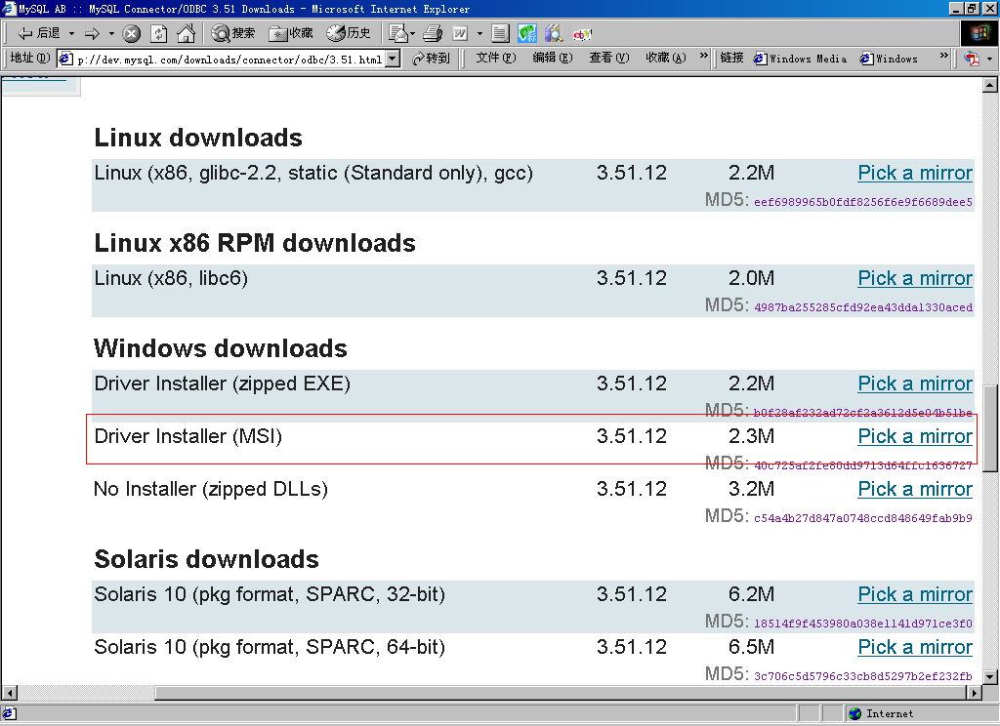 MySQL AB :: MySQL Connector/ODBC 3.51 Downloads - Microsoft Internet Explorer
后退 搜索 收藏 历史
地址(D) p://dev.mysql.com/downloads/connector/odbc/3.51.html 转到 文件(F) 编辑(E) 查看(V) 收藏(A) » 链接 Windows Media Windows »
Linux downloads
Linux (x86, glibc-2.2, static (Standard only), gcc) 3.51.12 2.2M Pick a mirror
MD5: eef6989965b0fdf8256f6e9f6689dee5
Linux x86 RPM downloads
Linux (x86, libc6) 3.51.12 2.0M Pick a mirror
MD5: 4987ba255285cfd92ea43dda1330aced
Windows downloads
Driver Installer (zipped EXE) 3.51.12 2.2M Pick a mirror
MD5: b0f28af232ad72cf2a3612d5e04b51be
Driver Installer (MSI) 3.51.12 2.3M Pick a mirror
MD5: 40c725af2fe80dd9713d64ffc1636727
No Installer (zipped DLLs) 3.51.12 3.2M Pick a mirror
MD5: c54a4b27d847a0748ccd848649fab9b9
Solaris downloads
Solaris 10 (pkg format, SPARC, 32-bit) 3.51.12 6.2M Pick a mirror
MD5: 18514f9f453980a038e1141d971ce3f0
Solaris 10 (pkg format, SPARC, 64-bit) 3.51.12 6.5M Pick a mirror
MD5: 3c706c5d5796c33cb8d5297b2ef232fb
Internet